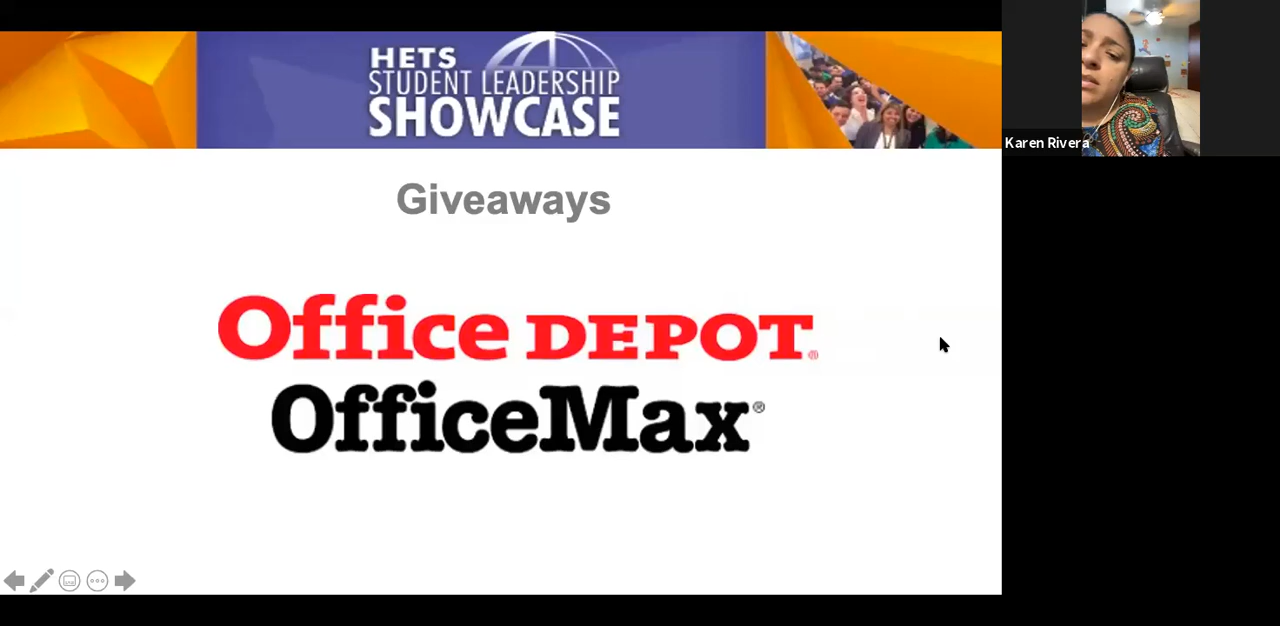 HETS
STUDENT LEADERSHIP
SHOWCASE
Karen Rivera
Giveaways
Office DEPOT®
OfficeMax®